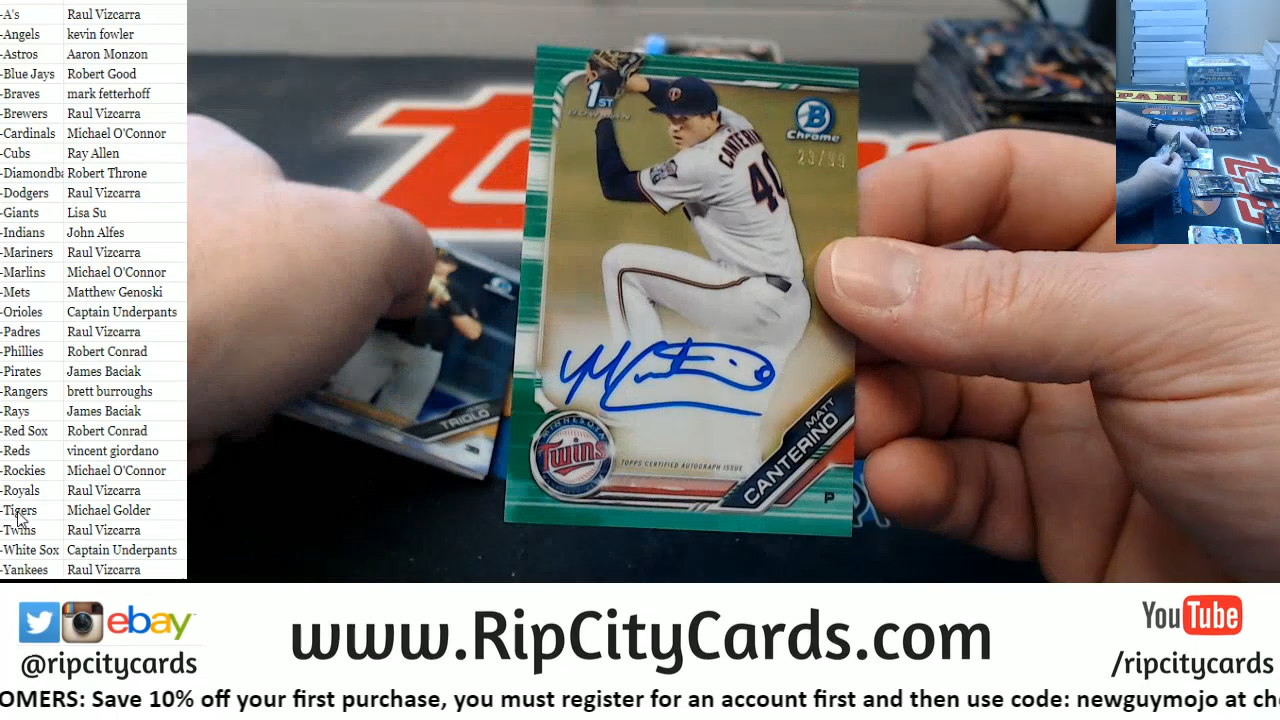 -A's Raul Vizcarra
-Angels kevin fowler
-Astros Aaron Monzon
-Blue Jays Robert Good
-Braves mark fetterhoff
-Brewers Raul Vizcarra
-Cardinals Michael O'Connor
-Cubs Ray Allen
-Diamondba Robert Throne
-Dodgers Raul Vizcarra
-Giants Lisa Su
-Indians John Alfes
-Mariners Raul Vizcarra
-Marlins Michael O'Connor
-Mets Matthew Genoski
-Orioles Captain Underpants
-Padres Raul Vizcarra
-Phillies Robert Conrad
-Pirates James Baciak
-Rangers brett burroughs
-Rays James Baciak
-Red Sox Robert Conrad
-Reds vincent giordano
-Rockies Michael O'Connor
-Royals Raul Vizcarra
-Tigers Michael Golder
-Twins Raul Vizcarra
-White Sox Captain Underpants
-Yankees Raul Vizcarra
1ST
BOWMAN
B
Chrome
23/99
CANTERINO
40
TRIOLO
MINNESOTA
Twins
TOPPS CERTIFIED AUTOGRAPH ISSUE
MATT
CANTERINO
P
PANINI
ebay
@ripcitycards
www.RipCityCards.com
YouTube
/ripcitycards
OMERS: Save 10% off your first purchase, you must register for an account first and then use code: newguymojo at che